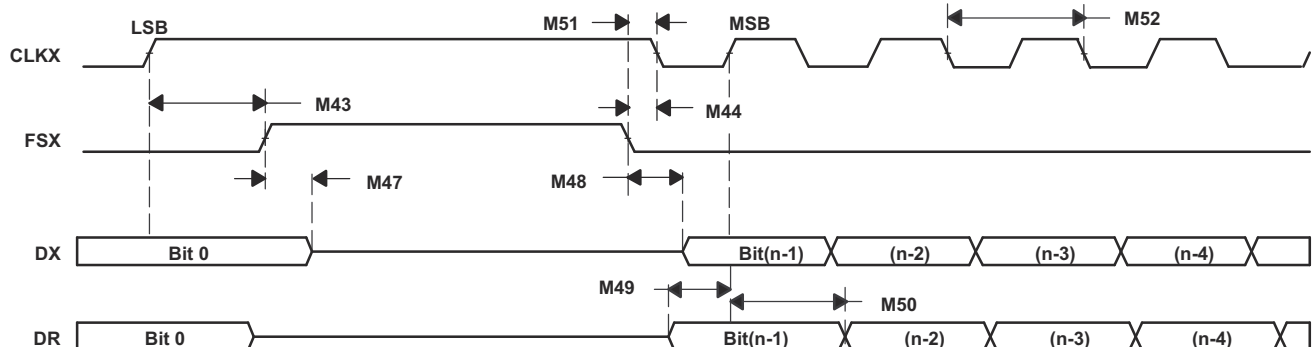 LSB M51 MSB M52
CLKX
M43 M44
FSX
M47 M48
DX Bit 0 Bit(n-1) (n-2) (n-3) (n-4)
M49 M50
DR Bit 0 Bit(n-1) (n-2) (n-3) (n-4)